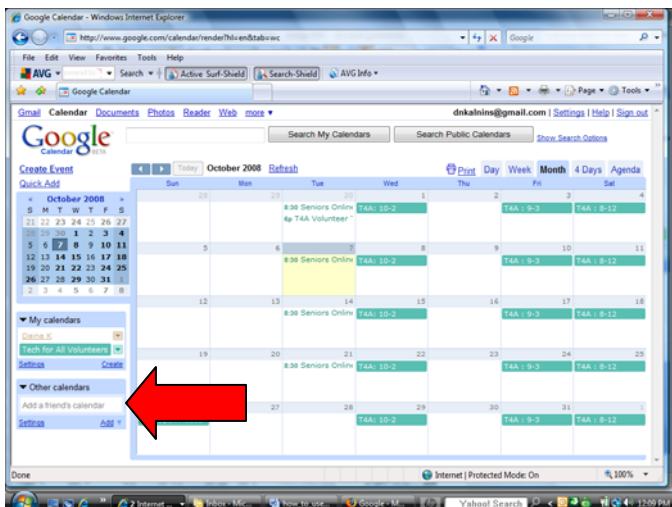 Google Calendar - Windows Internet Explorer
http://www.google.com/calendar/render?hl=en&tab=wc
Google
File Edit View Favorites Tools Help
AVG Search Active Surf-Shield Search-Shield AVG Info
Google Calendar
Page Tools
Gmail Calendar Documents Photos Reader Web more
dnkalnins@gmail.com | Settings | Help | Sign out
Google
Calendar BETA
Search My Calendars Search Public Calendars Show Search Options
Create Event
Quick Add
Today October 2008 Refresh
Print Day Week Month 4 Days Agenda
« October 2008 »
S M T W T F S
21 22 23 24 25 26 27
28 29 30 1 2 3 4
5 6 7 8 9 10 11
12 13 14 15 16 17 18
19 20 21 22 23 24 25
26 27 28 29 30 31 1
2 3 4 5 6 7 8
My calendars
Tech for All Volunteers
Settings Create
Other calendars
Add a friend's calendar
Settings Add
Sun Mon Tue Wed Thu Fri Sat
28 29 30 1 2 3 4
8:30 Seniors Online T4A: 10-2 T4A : 9-3 T4A : 8-12
6p T4A Volunteer
5 6 7 8 9 10 11
8:30 Seniors Online T4A: 10-2 T4A : 9-3 T4A : 8-12
12 13 14 15 16 17 18
8:30 Seniors Online T4A: 10-2 T4A : 9-3 T4A : 8-12
19 20 21 22 23 24 25
8:30 Seniors Online T4A: 10-2 T4A : 9-3 T4A : 8-12
27 28 29 30 31 1
T4A: 10-2 T4A : 9-3 T4A : 8-12
Done
Internet | Protected Mode: On
100%
2 Internet ...
Inbox - Mic...
how to use...
Google - M...
Yahoo! Search
12:09 PM